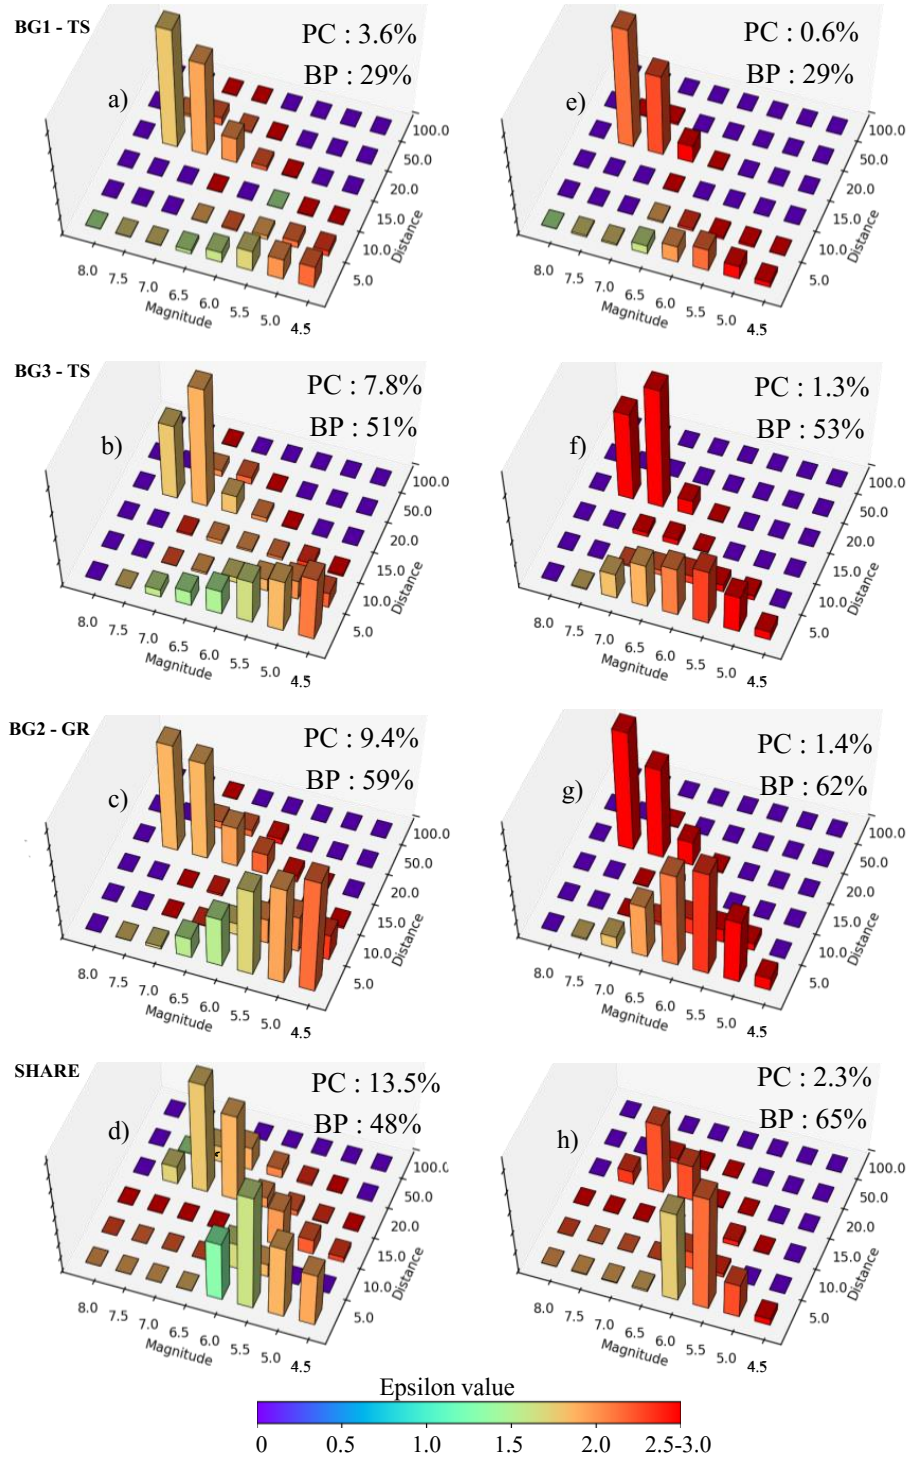 BG1 - TS
PC : 3.6%
BP : 29%
a)
100.0
50.0
20.0
15.0
10.0
5.0
Distance
8.0
7.5
7.0
6.5
6.0
5.5
5.0
4.5
Magnitude
PC : 0.6%
BP : 29%
e)
100.0
50.0
20.0
15.0
10.0
5.0
Distance
8.0
7.5
7.0
6.5
6.0
5.5
5.0
4.5
Magnitude
BG3 - TS
PC : 7.8%
BP : 51%
b)
100.0
50.0
20.0
15.0
10.0
5.0
Distance
8.0
7.5
7.0
6.5
6.0
5.5
5.0
4.5
Magnitude
PC : 1.3%
BP : 53%
f)
100.0
50.0
20.0
15.0
10.0
5.0
Distance
8.0
7.5
7.0
6.5
6.0
5.5
5.0
4.5
Magnitude
BG2 - GR
PC : 9.4%
BP : 59%
c)
100.0
50.0
20.0
15.0
10.0
5.0
Distance
8.0
7.5
7.0
6.5
6.0
5.5
5.0
4.5
Magnitude
PC : 1.4%
BP : 62%
g)
100.0
50.0
20.0
15.0
10.0
5.0
Distance
8.0
7.5
7.0
6.5
6.0
5.5
5.0
4.5
Magnitude
SHARE
PC : 13.5%
BP : 48%
d)
100.0
50.0
20.0
15.0
10.0
5.0
Distance
8.0
7.5
7.0
6.5
6.0
5.5
5.0
4.5
Magnitude
PC : 2.3%
BP : 65%
h)
100.0
50.0
20.0
15.0
10.0
5.0
Distance
8.0
7.5
7.0
6.5
6.0
5.5
5.0
4.5
Magnitude
Epsilon value
0 0.5 1.0 1.5 2.0 2.5-3.0